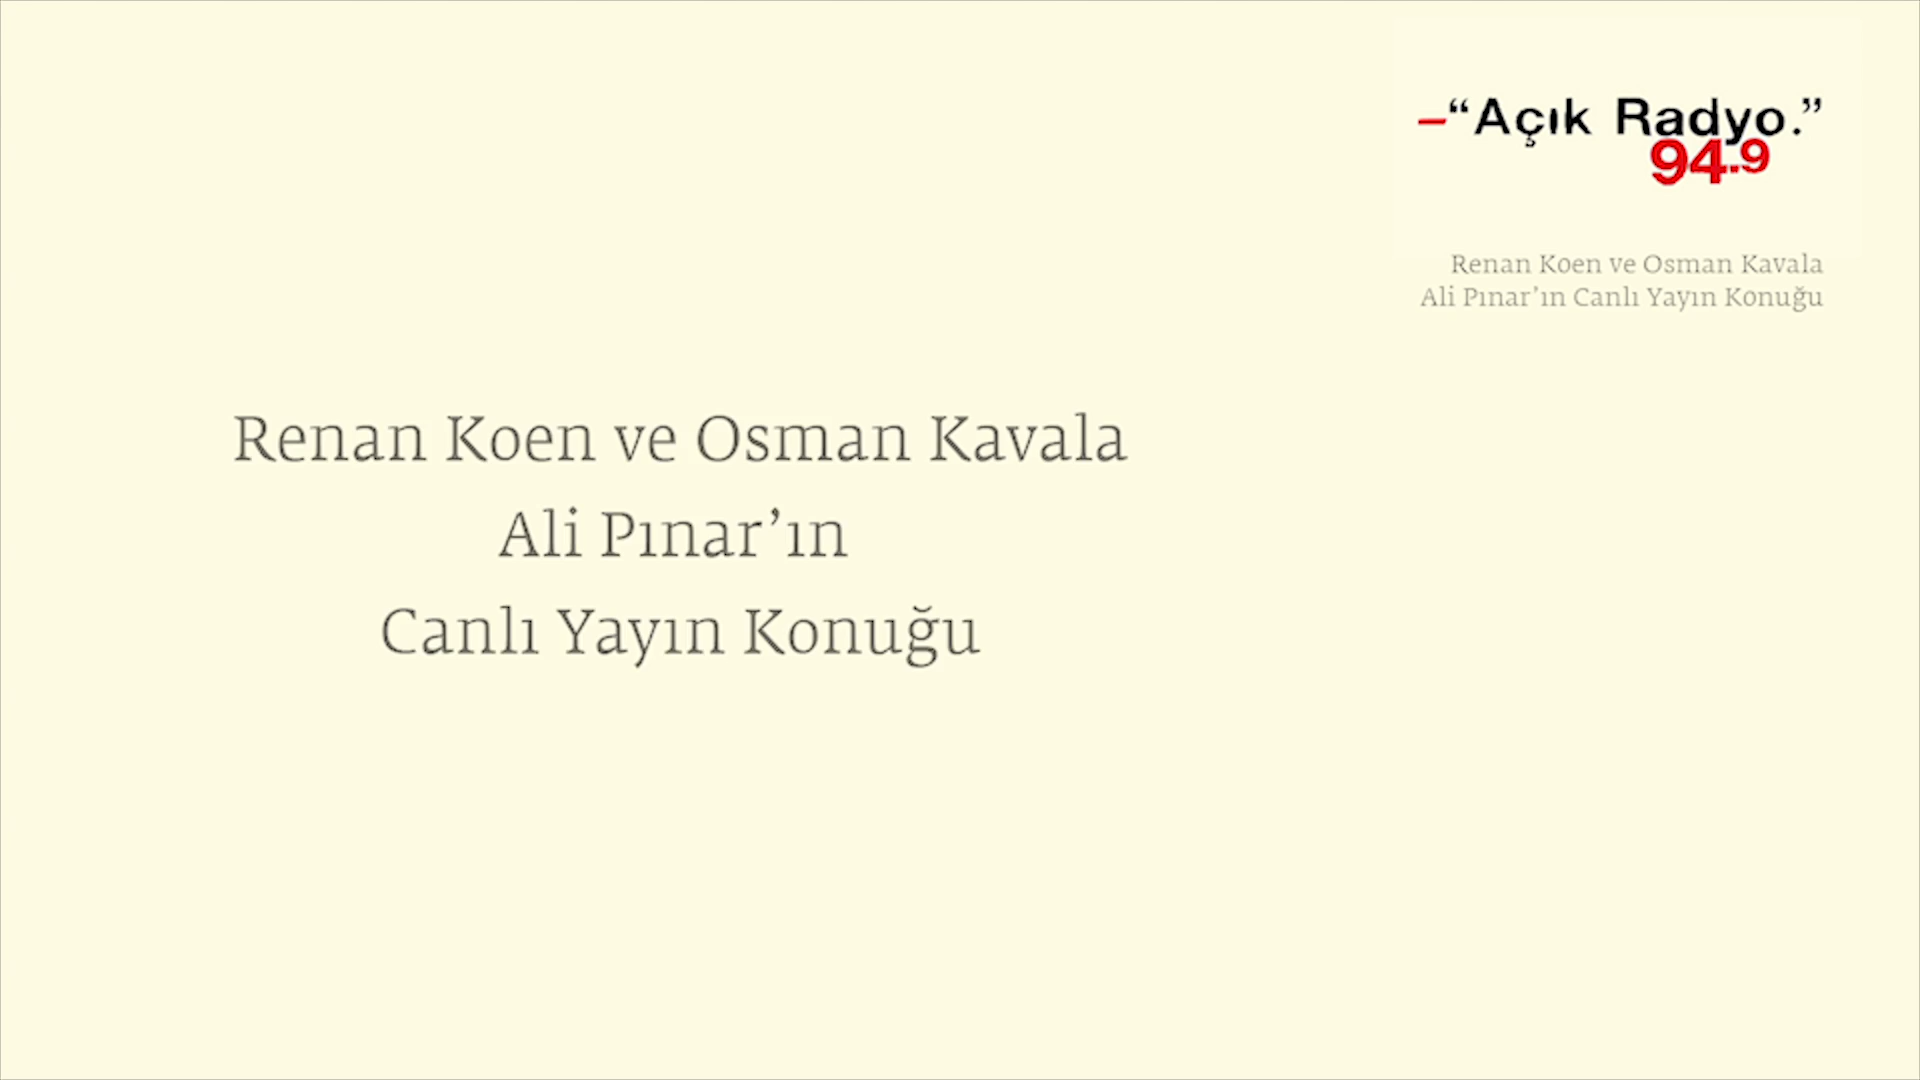 –“Açık Radyo.”
94.9
Renan Koen ve Osman Kavala
Ali Pınar’ın Canlı Yayın Konuğu
Renan Koen ve Osman Kavala
Ali Pınar’ın
Canlı Yayın Konuğu